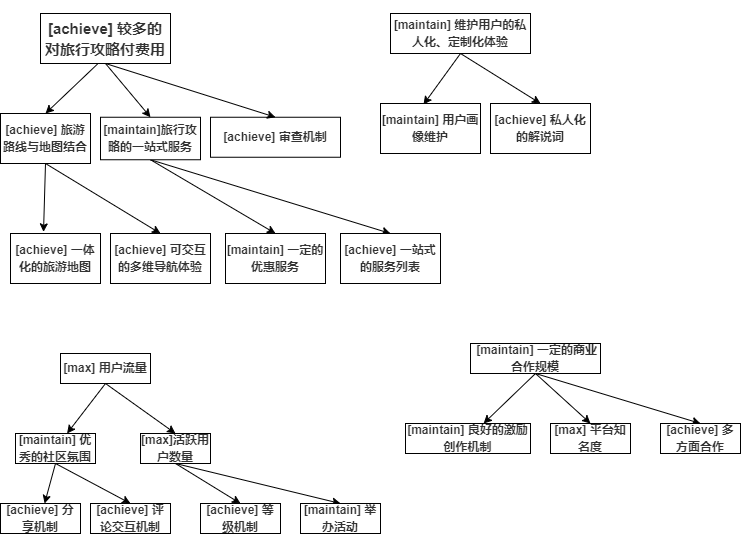 [achieve] 较多的
对旅行攻略付费用
[maintain] 维护用户的私
人化、定制化体验
[achieve] 旅游
路线与地图结合
[maintain]旅行攻
略的一站式服务
[achieve] 审查机制
[maintain] 用户画
像维护
[achieve] 私人化
的解说词
[achieve] 一体
化的旅游地图
[achieve] 可交互
的多维导航体验
[maintain] 一定的
优惠服务
[achieve] 一站式
的服务列表
[max] 用户流量
[maintain] 一定的商业
合作规模
[maintain] 优
秀的社区氛围
[max]活跃用
户数量
[maintain] 良好的激励
创作机制
[max] 平台知
名度
[achieve] 多
方面合作
[achieve] 分
享机制
[achieve] 评
论交互机制
[achieve] 等
级机制
[maintain] 举
办活动